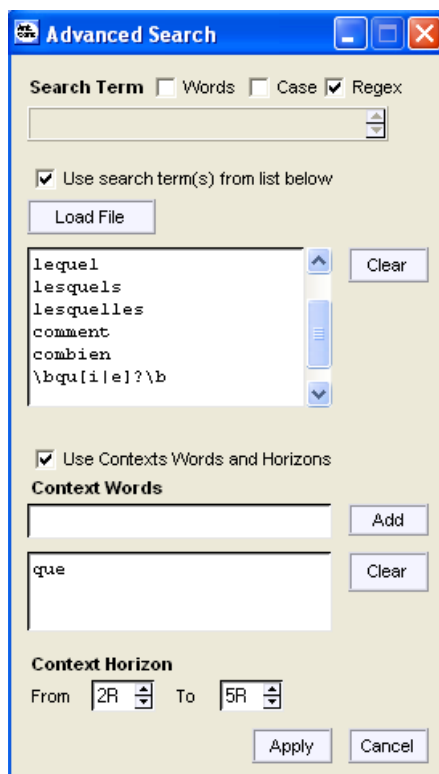 Ant Conc Advanced Search
Search Term Words Case Regex
Use search term(s) from list below
Load File
lequel
lesquels
lesquelles
comment
combien
\bqu[i|e]?\b
Clear
Use Contexts Words and Horizons
Context Words
Add
que
Clear
Context Horizon
From 2R To 5R
Apply Cancel